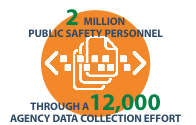 2 MILLION
PUBLIC SAFETY PERSONNEL
THROUGH A 12,000
AGENCY DATA COLLECTION EFFORT